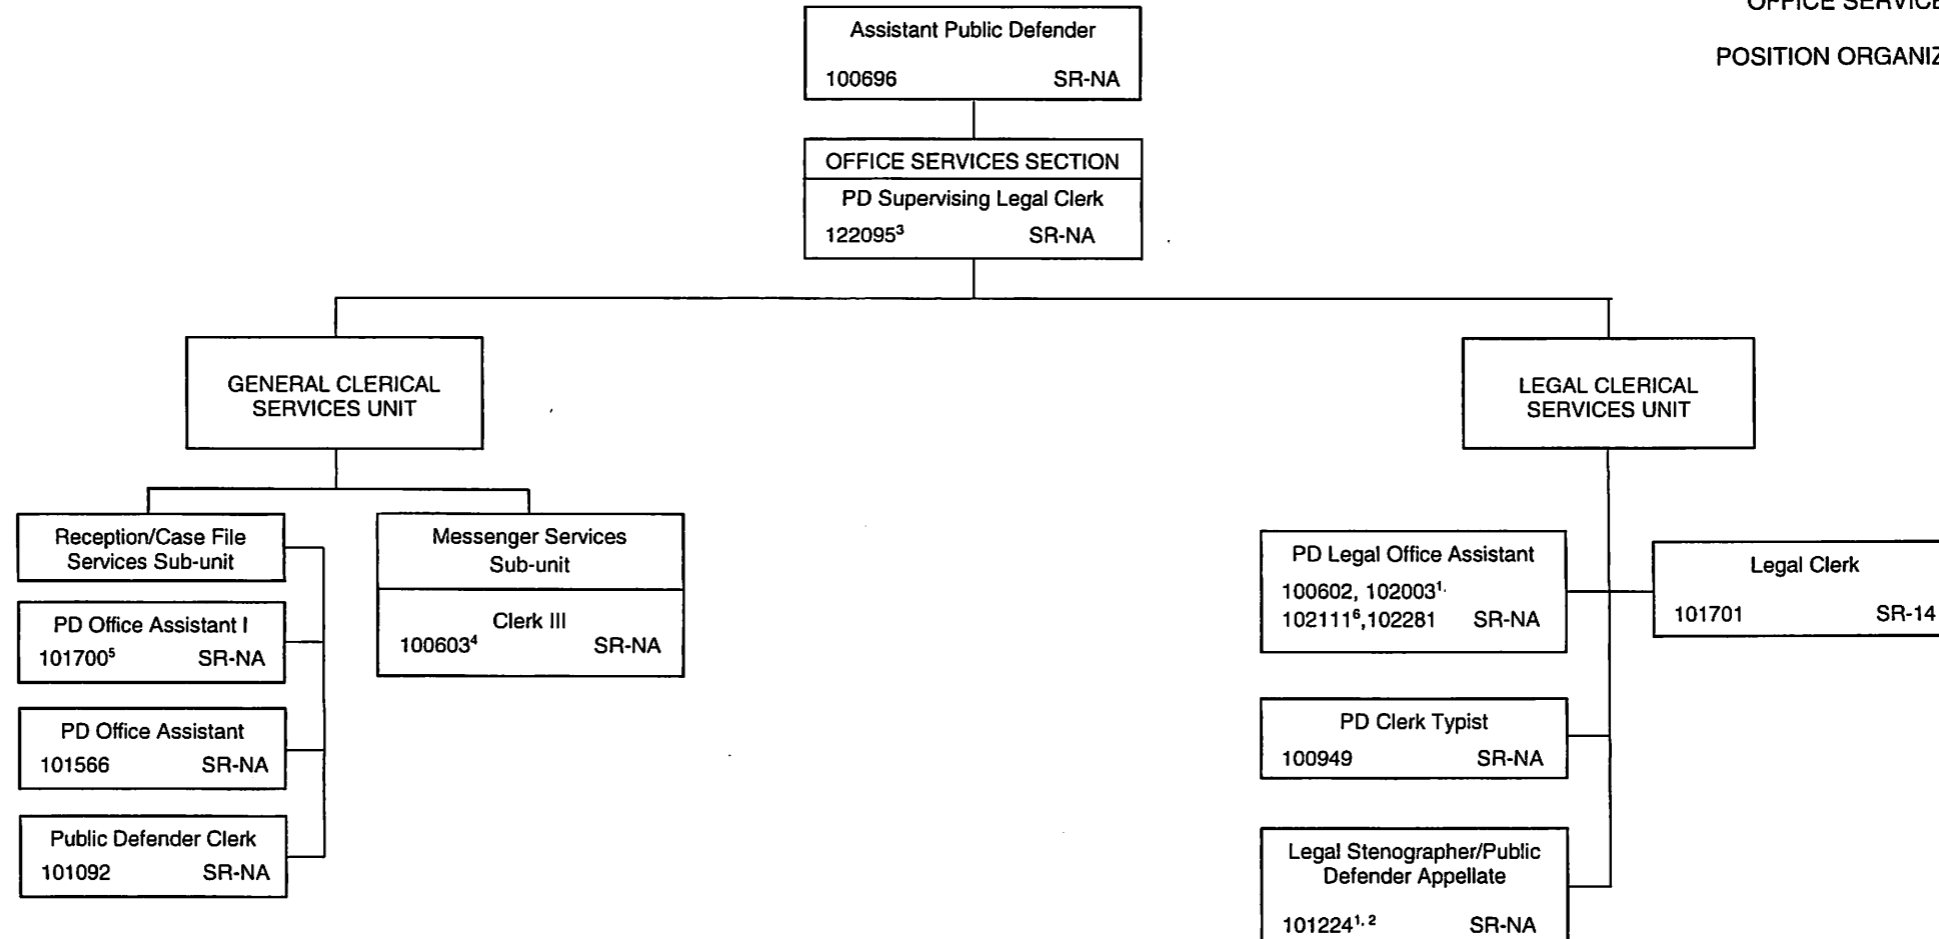 OFFICE SERVICE
POSITION ORGANIZ
Assistant Public Defender
100696 SR-NA
OFFICE SERVICES SECTION
PD Supervising Legal Clerk
122095³ SR-NA
GENERAL CLERICAL
SERVICES UNIT
LEGAL CLERICAL
SERVICES UNIT
Reception/Case File
Services Sub-unit
PD Office Assistant I
101700⁵ SR-NA
PD Office Assistant
101566 SR-NA
Public Defender Clerk
101092 SR-NA
Messenger Services
Sub-unit
Clerk III
100603⁴ SR-NA
PD Legal Office Assistant
100602, 102003¹·
102111⁶,102281 SR-NA
Legal Clerk
101701 SR-14
PD Clerk Typist
100949 SR-NA
Legal Stenographer/Public
Defender Appellate
101224¹· ² SR-NA